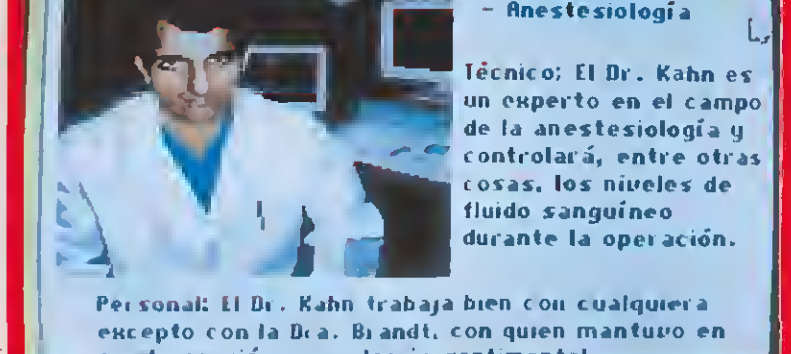 - Anestesiología
Técnico: El Dr. Kahn es
un experto en el campo
de la anestesiología y
controlará, entre otras
cosas, los niveles de
fluido sanguíneo
durante la operación.
Personal: El Dr. Kahn trabaja bien con cualquiera
excepto con la Dra. Brandt, con quien mantuvo en